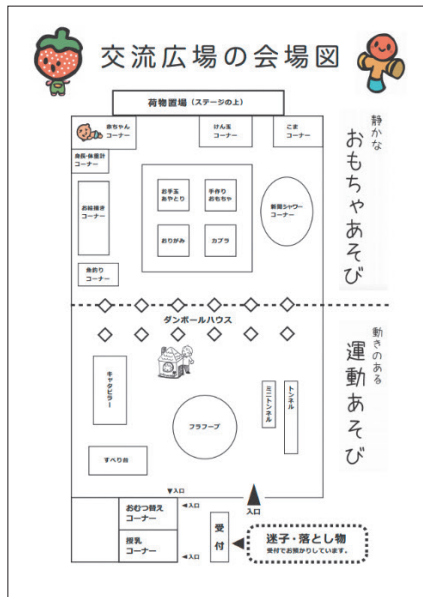 交流広場の会場図
荷物置場（ステージの上）
赤ちゃん
コーナー
けん玉
コーナー
こま
コーナー
身長・体重計
コーナー
お絵描き
コーナー
魚釣り
コーナー
お手玉
あやとり
手作り
おもちゃ
おりがみ
カプラ
新聞シャワー
コーナー
静かな
おもちゃあそび
ダンボールハウス
動きのある
運動あそび
キャタピラー
すべり台
フラフープ
ミニトンネル
トンネル
▼入口
おむつ替え
コーナー
◀入口
授乳
コーナー
◀入口
受付
入口
迷子・落とし物
受付でお預かりしています。